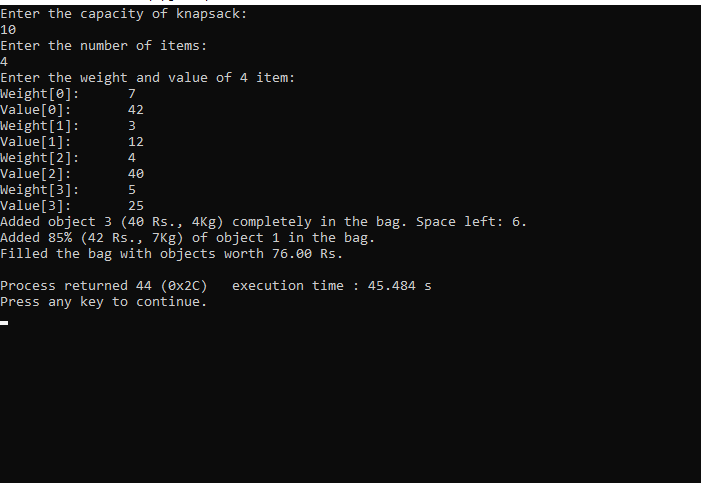 Enter the capacity of knapsack:
10
Enter the number of items:
4
Enter the weight and value of 4 item:
Weight[0]:      7
Value[0]:       42
Weight[1]:      3
Value[1]:       12
Weight[2]:      4
Value[2]:       40
Weight[3]:      5
Value[3]:       25
Added object 3 (40 Rs., 4Kg) completely in the bag. Space left: 6.
Added 85% (42 Rs., 7Kg) of object 1 in the bag.
Filled the bag with objects worth 76.00 Rs.
Process returned 44 (0x2C)   execution time : 45.484 s
Press any key to continue.